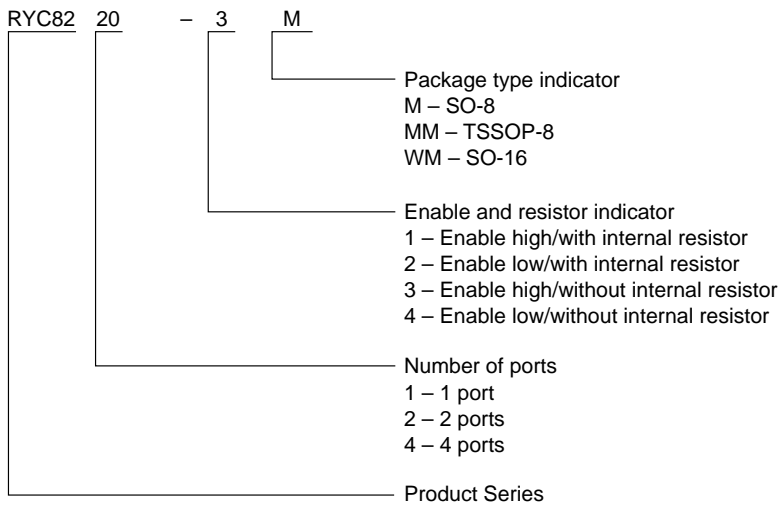 RYC82 20 – 3 M
Package type indicator
M – SO-8
MM – TSSOP-8
WM – SO-16
Enable and resistor indicator
1 – Enable high/with internal resistor
2 – Enable low/with internal resistor
3 – Enable high/without internal resistor
4 – Enable low/without internal resistor
Number of ports
1 – 1 port
2 – 2 ports
4 – 4 ports
Product Series